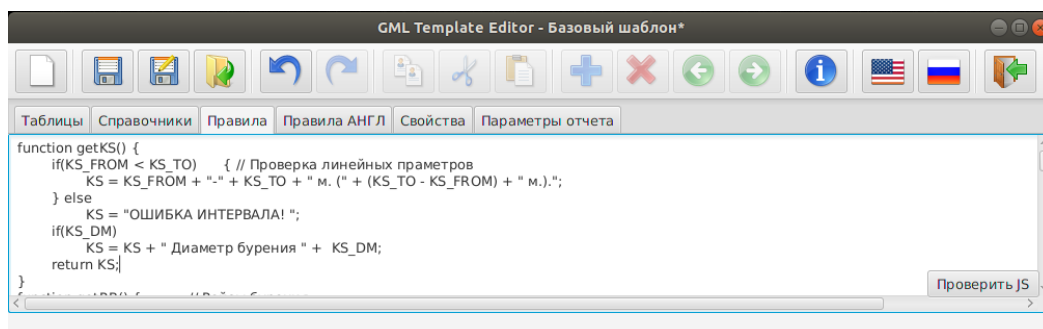 GML Template Editor - Базовый шаблон*
Таблицы Справочники Правила Правила АНГЛ Свойства Параметры отчета
function getKS() {
if(KS_FROM < KS_TO) { // Проверка линейных праметров
KS = KS_FROM + "-" + KS_TO + " м. (" + (KS_TO - KS_FROM) + " м.).";
} else
KS = "ОШИБКА ИНТЕРВАЛА! ";
if(KS_DM)
KS = KS + " Диаметр бурения " + KS_DM;
return KS;
}
Проверить JS